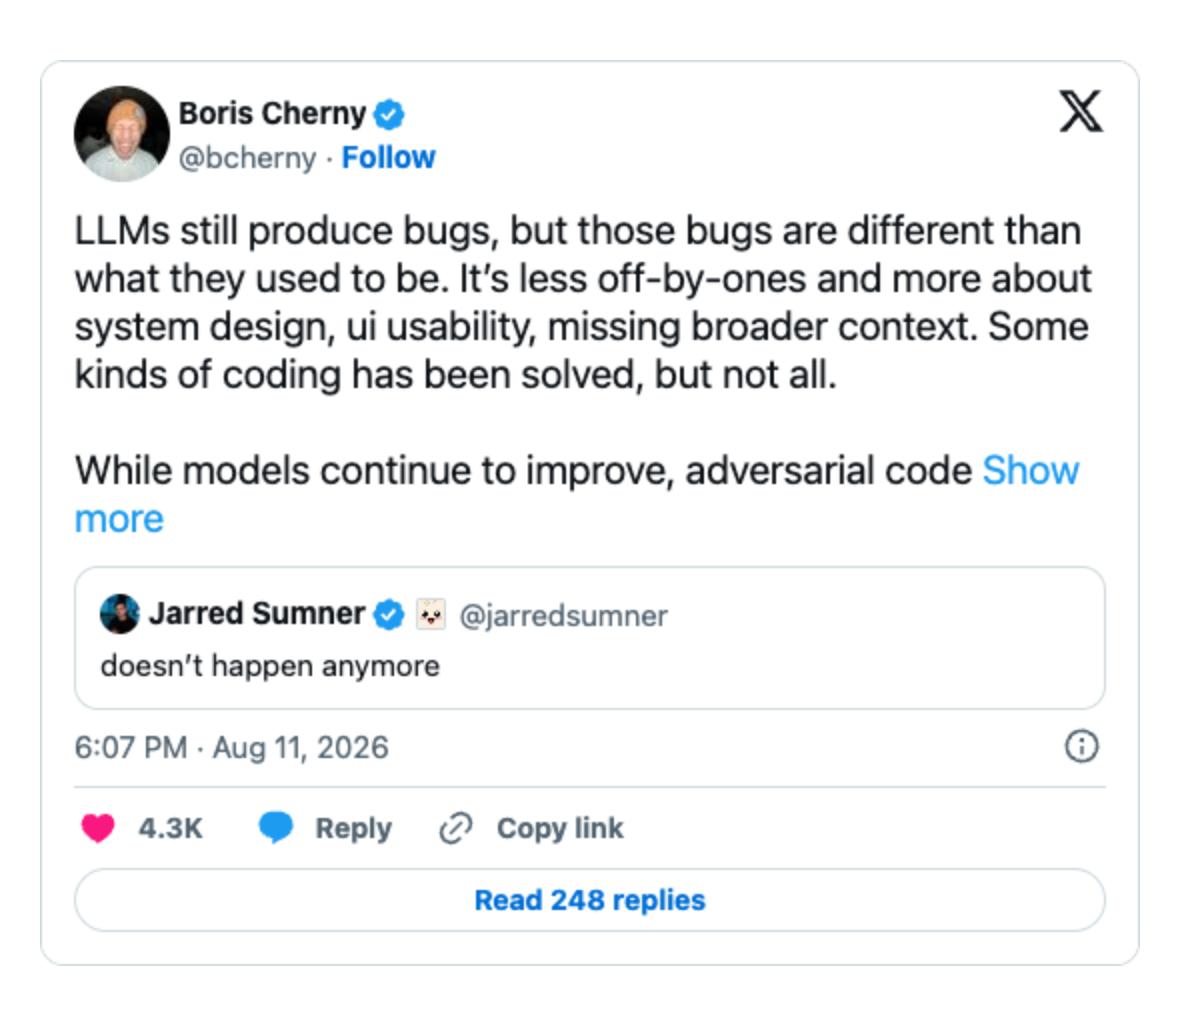 Boris Cherny
@bcherny · Follow
LLMs still produce bugs, but those bugs are different than
what they used to be. It’s less off-by-ones and more about
system design, ui usability, missing broader context. Some
kinds of coding has been solved, but not all.
While models continue to improve, adversarial code Show
more
Jarred Sumner @jarredsumner
doesn’t happen anymore
6:07 PM · Aug 11, 2026
4.3K Reply Copy link
Read 248 replies